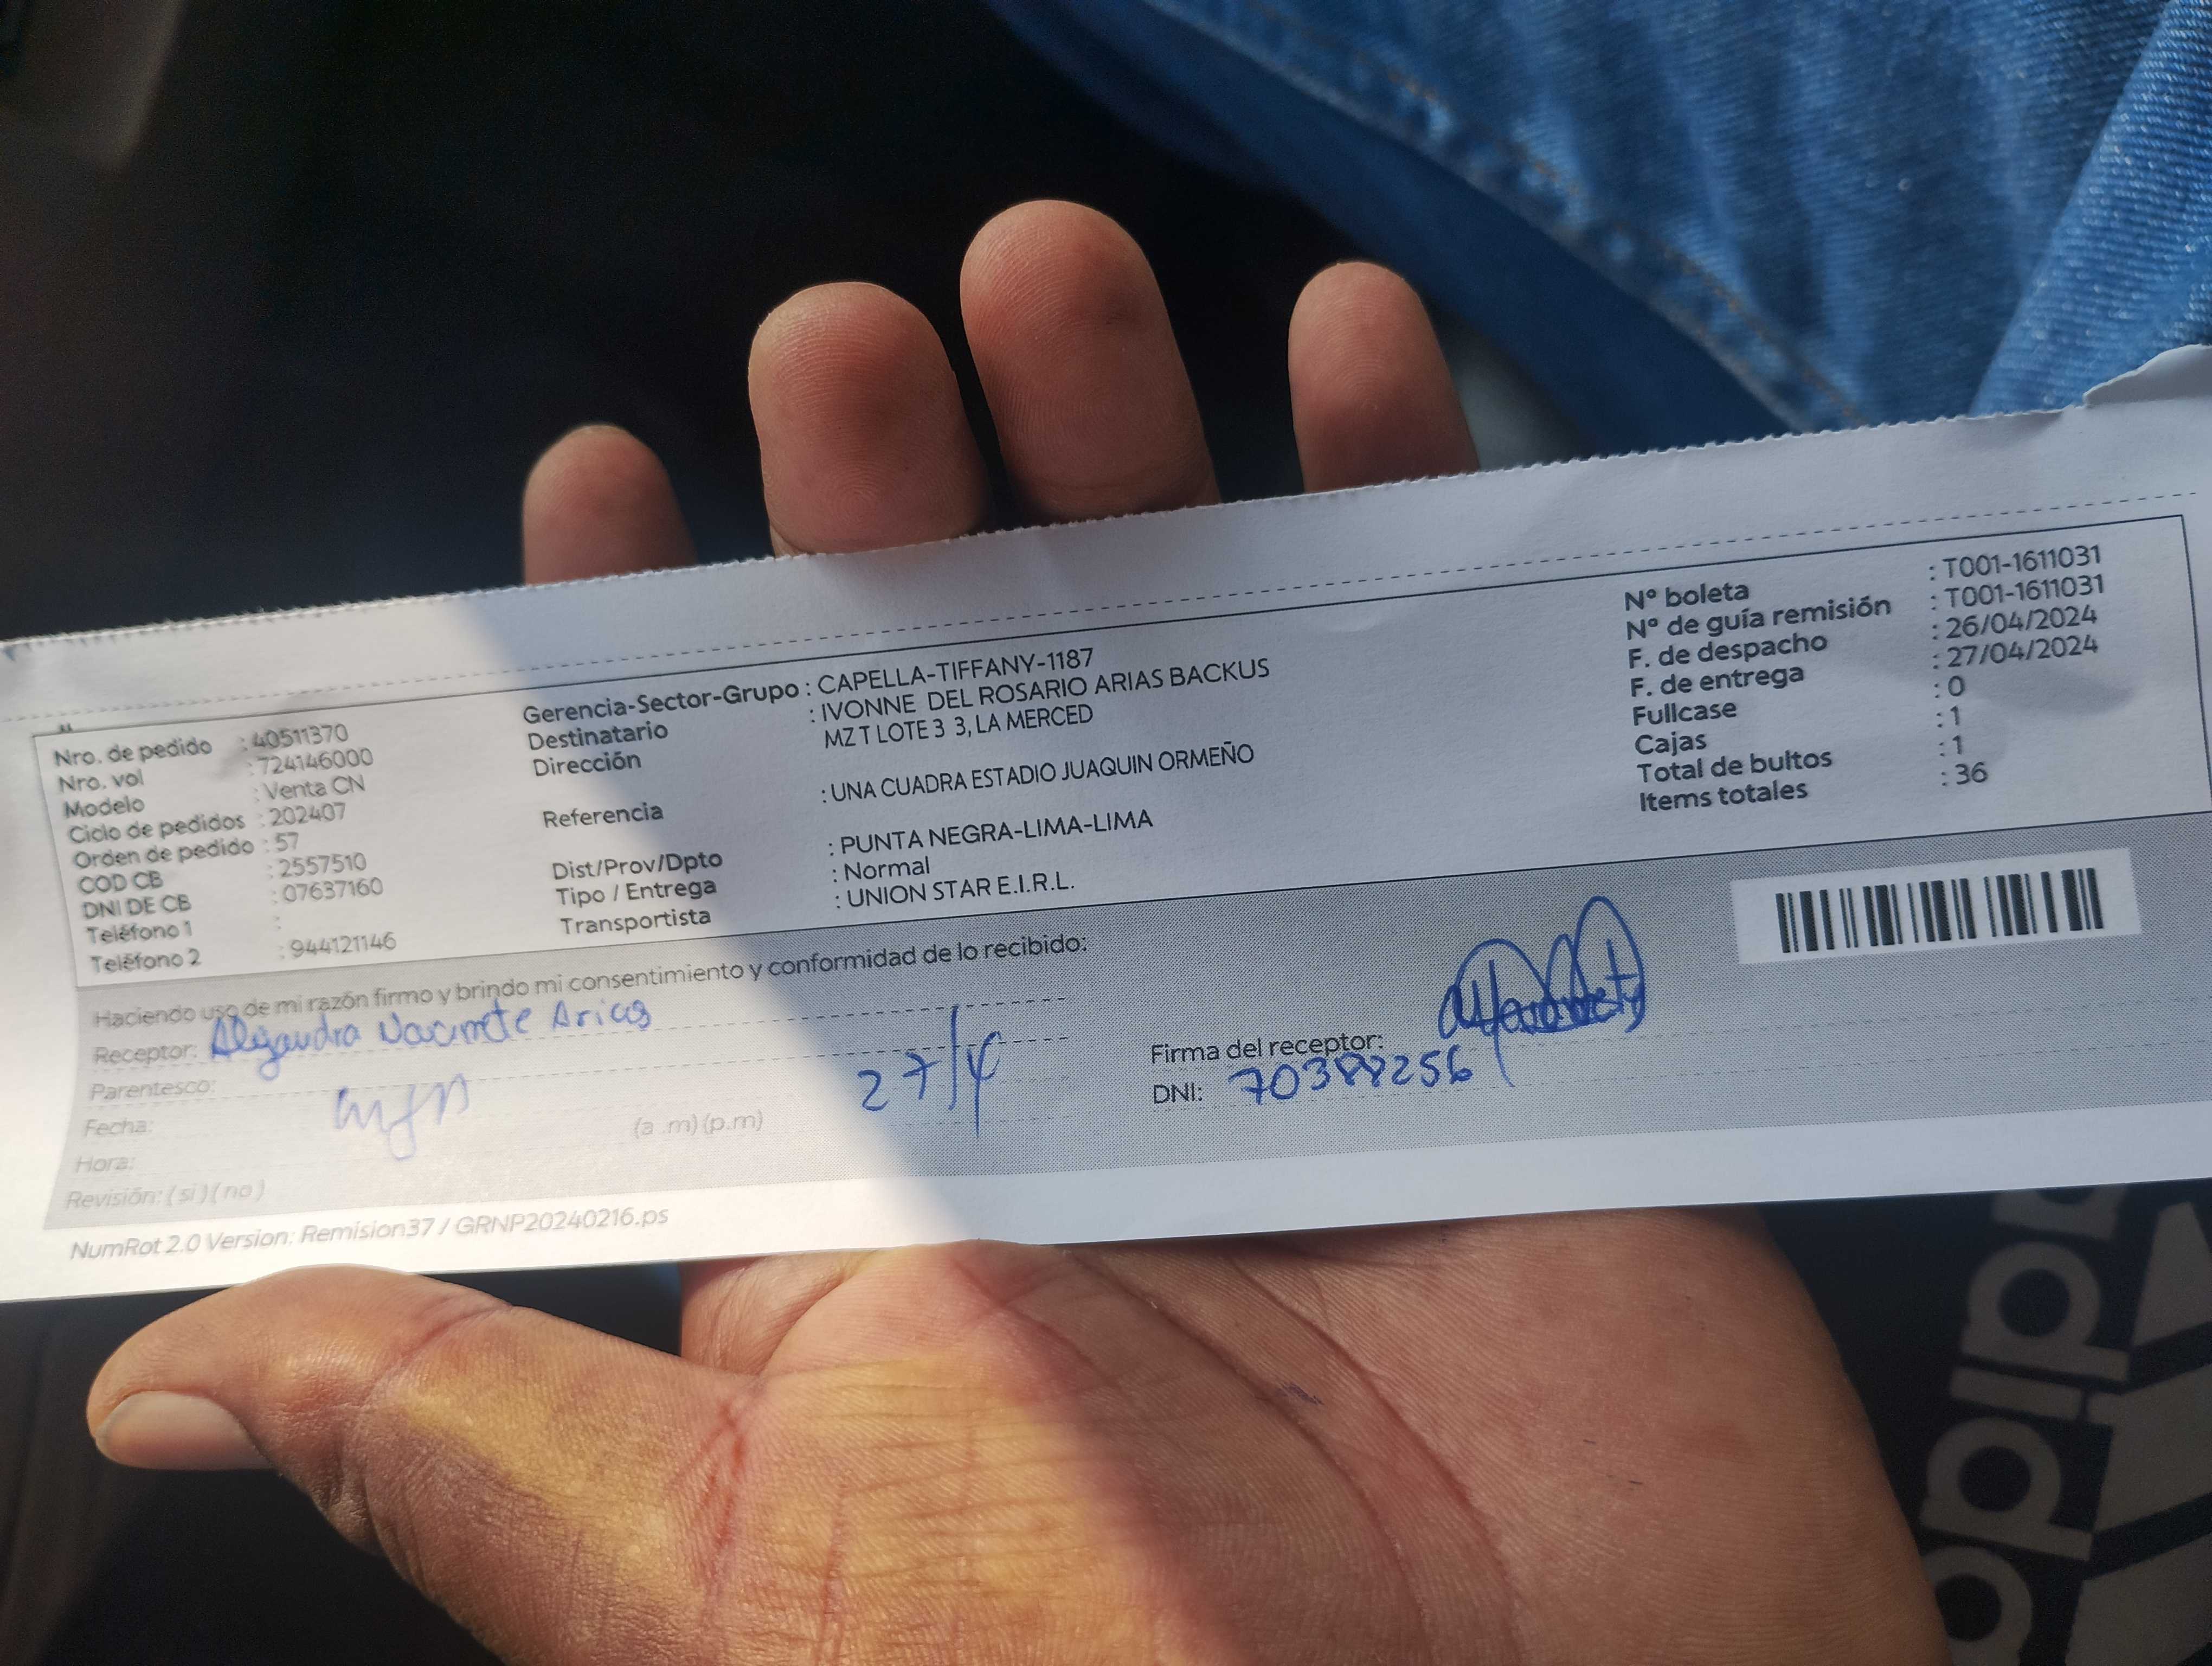 Nro. de pedido : 40511370
Nro. vol : 724146000
Modelo : Venta CN
Ciclo de pedidos : 202407
Orden de pedido : 57
COD CB : 2557510
DNI DE CB : 07637160
Teléfono 1 :
Teléfono 2 : 944121146
Gerencia-Sector-Grupo : CAPELLA-TIFFANY-1187
Destinatario : IVONNE DEL ROSARIO ARIAS BACKUS
Dirección MZ T LOTE 3 3, LA MERCED
Referencia : UNA CUADRA ESTADIO JUAQUIN ORMEÑO
Dist/Prov/Dpto : PUNTA NEGRA-LIMA-LIMA
Tipo / Entrega : Normal
Transportista : UNION STAR E.I.R.L.
Nº boleta : T001-1611031
Nº de guía remisión : T001-1611031
F. de despacho : 26/04/2024
F. de entrega : 27/04/2024
Fullcase : 0
Cajas : 1
Total de bultos : 1
Items totales : 36
Haciendo uso de mi razón firmo y brindo mi consentimiento y conformidad de lo recibido:
Receptor: Alejandra Arias
Parentesco:
Fecha: 27/4
Hora: (a .m) (p.m)
Revisión: ( si ) ( no )
Firma del receptor:
DNI: 70388256
NumRot 2.0 Version: Remision37 / GRNP20240216.ps
adidas